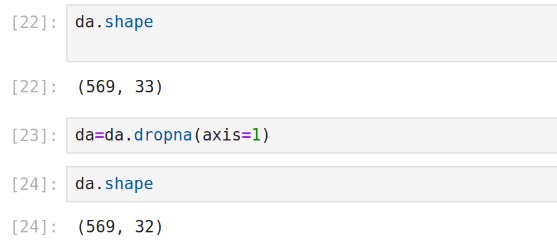 [22]: da.shape
[22]: (569, 33)
[23]: da=da.dropna(axis=1)
[24]: da.shape
[24]: (569, 32)